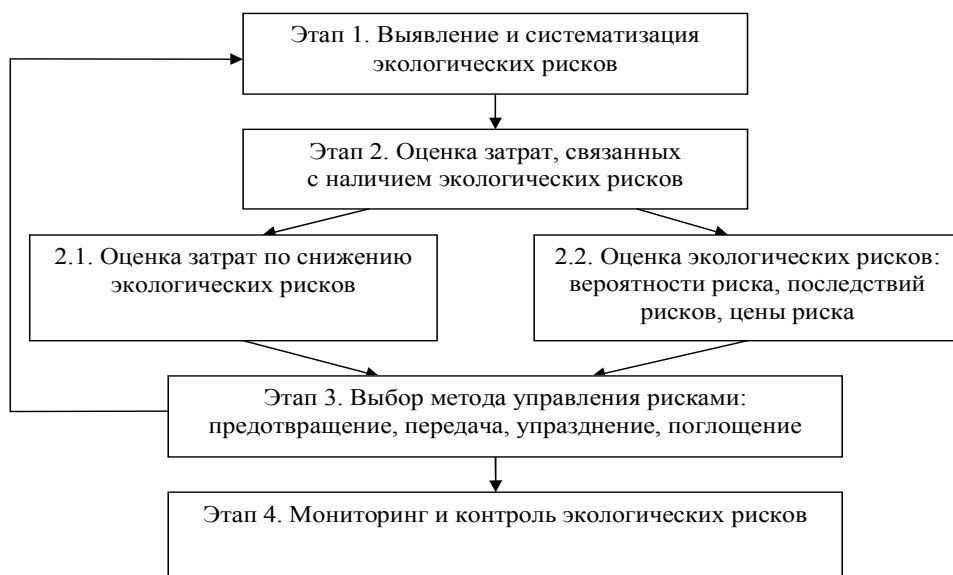 Этап 1. Выявление и систематизация
экологических рисков
Этап 2. Оценка затрат, связанных
с наличием экологических рисков
2.1. Оценка затрат по снижению
экологических рисков
2.2. Оценка экологических рисков:
вероятности риска, последствий
рисков, цены риска
Этап 3. Выбор метода управления рисками:
предотвращение, передача, упразднение, поглощение
Этап 4. Мониторинг и контроль экологических рисков